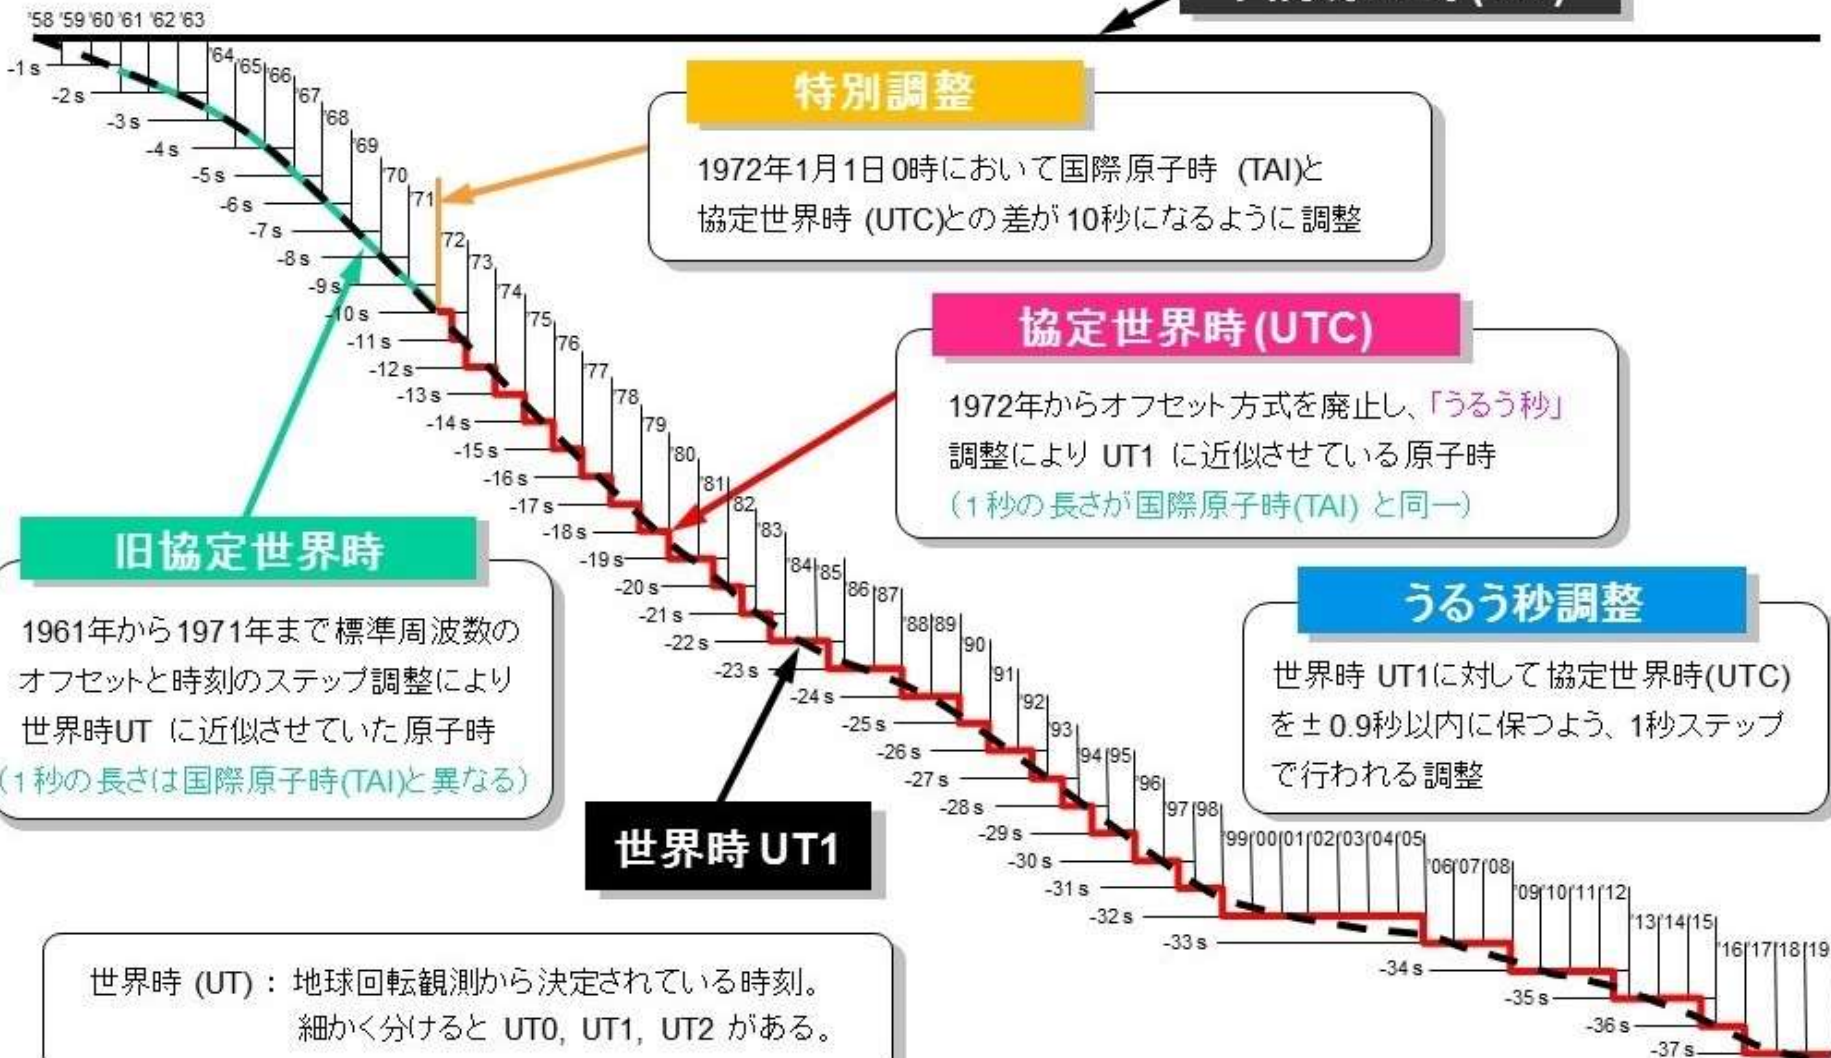 '58 '59 '60 '61 '62 '63
'64
'65
'66
'67
'68
'69
'70
'71
'72
'73
'74
'75
'76
'77
'78
'79
'80
'81
'82
'83
'84
'85
'86
'87
'88
'89
'90
'91
'92
'93
'94
'95
'96
'97
'98
'99 '00 '01 '02 '03 '04 '05
'06 '07 '08
'09 '10 '11 '12
'13 '14 '15
'16 '17 '18 '19
-1 s
-2 s
-3 s
-4 s
-5 s
-6 s
-7 s
-8 s
-9 s
-10 s
-11 s
-12 s
-13 s
-14 s
-15 s
-16 s
-17 s
-18 s
-19 s
-20 s
-21 s
-22 s
-23 s
-24 s
-25 s
-26 s
-27 s
-28 s
-29 s
-30 s
-31 s
-32 s
-33 s
-34 s
-35 s
-36 s
-37 s
特別調整
1972年1月1日0時において国際原子時 (TAI)と
協定世界時 (UTC)との差が10秒になるように調整
協定世界時(UTC)
1972年からオフセット方式を廃止し、「うるう秒」
調整により UT1 に近似させている原子時
（1秒の長さが国際原子時(TAI) と同一）
旧協定世界時
1961年から1971年まで標準周波数の
オフセットと時刻のステップ調整により
世界時UT に近似させていた原子時
（1秒の長さは国際原子時(TAI)と異なる）
うるう秒調整
世界時 UT1に対して協定世界時(UTC)
を±0.9秒以内に保つよう、1秒ステップ
で行われる調整
世界時 UT1
世界時 (UT)： 地球回転観測から決定されている時刻。
細かく分けると UT0, UT1, UT2 がある。